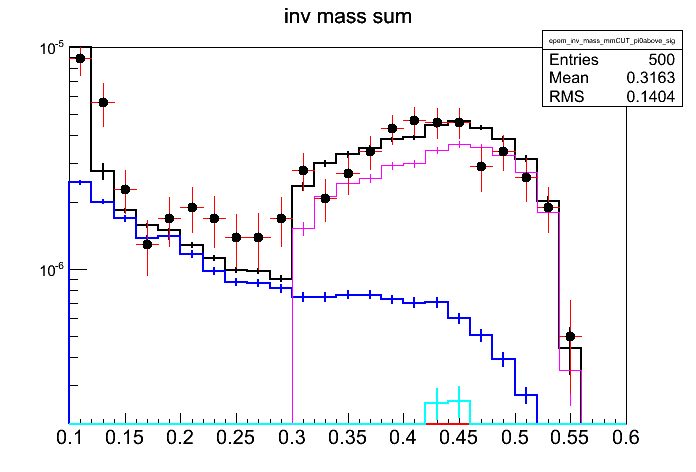 inv mass sum
epem_inv_mass_mmCUT_pi0above_sig
Entries 500
Mean 0.3163
RMS 0.1404
10-5
10-6
0.1 0.15 0.2 0.25 0.3 0.35 0.4 0.45 0.5 0.55 0.6